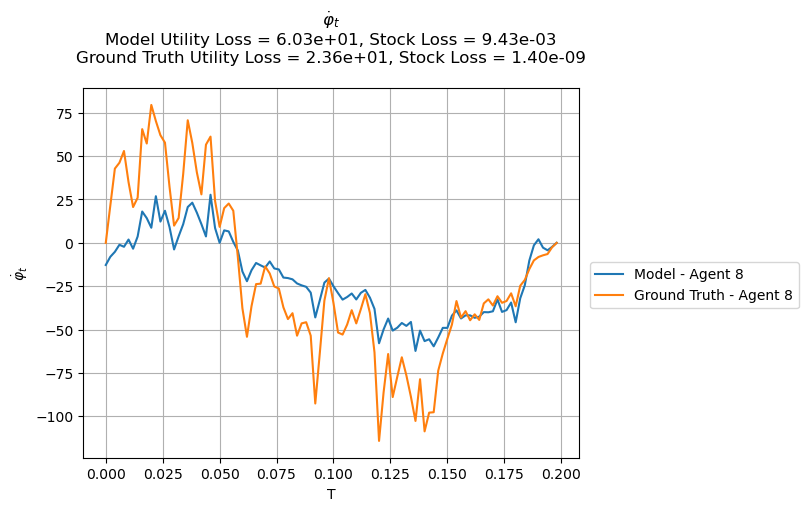 φ̇ₜ
Model Utility Loss = 6.03e+01, Stock Loss = 9.43e-03
Ground Truth Utility Loss = 2.36e+01, Stock Loss = 1.40e-09
75
50
25
0
−25
−50
−75
−100
φ̇ₜ
0.000 0.025 0.050 0.075 0.100 0.125 0.150 0.175 0.200
T
Model - Agent 8
Ground Truth - Agent 8